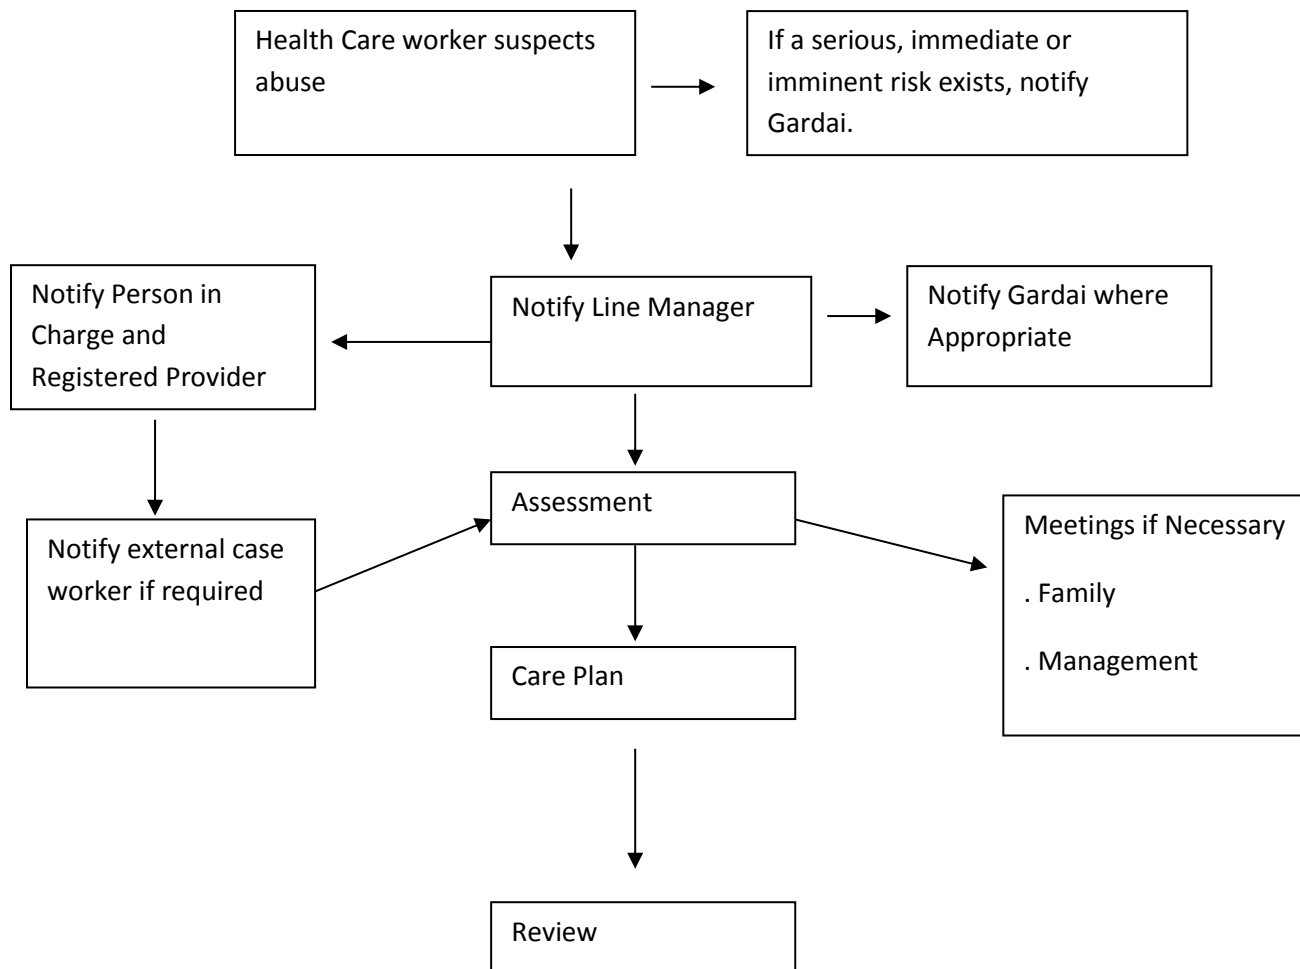 Health Care worker suspects
abuse
If a serious, immediate or
imminent risk exists, notify
Gardai.
Notify Person in
Charge and
Registered Provider
Notify Line Manager
Notify Gardai where
Appropriate
Notify external case
worker if required
Assessment
Meetings if Necessary
. Family
. Management
Care Plan
Review